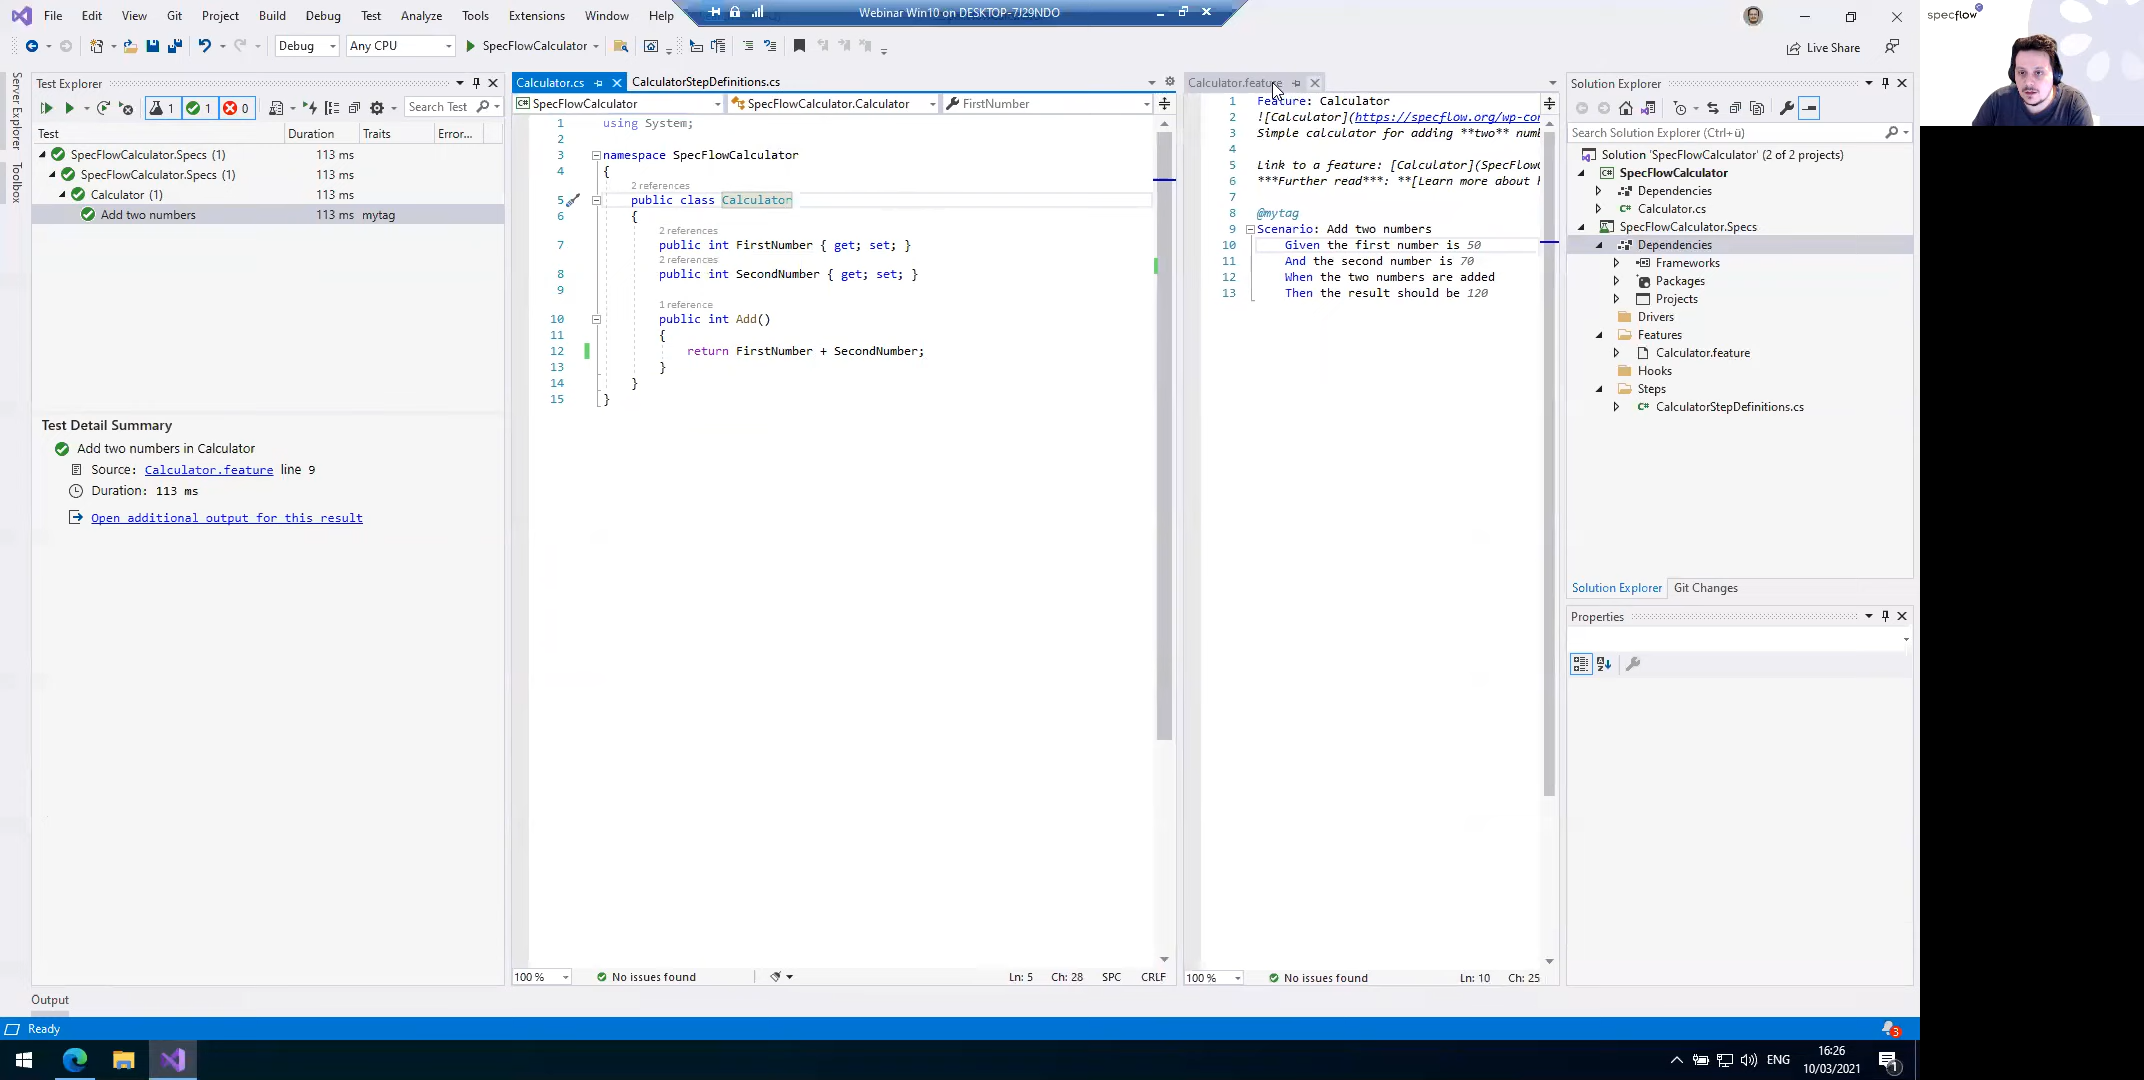 File Edit View Git Project Build Debug Test Analyze Tools Extensions Window Help
Webinar Win10 on DESKTOP-7J29NDO
specflow
Debug Any CPU SpecFlowCalculator
Live Share
Server Explorer
Toolbox
Test Explorer
1 1 0 Search Test
Test Duration Traits Error...
SpecFlowCalculator.Specs (1) 113 ms
SpecFlowCalculator.Specs (1) 113 ms
Calculator (1) 113 ms
Add two numbers 113 ms mytag
Test Detail Summary
Add two numbers in Calculator
Source: Calculator.feature line 9
Duration: 113 ms
Open additional output for this result
Calculator.cs CalculatorStepDefinitions.cs
SpecFlowCalculator SpecFlowCalculator.Calculator FirstNumber
1 using System;
2
3 namespace SpecFlowCalculator
4 {
2 references
5 public class Calculator
6 {
2 references
7 public int FirstNumber { get; set; }
2 references
8 public int SecondNumber { get; set; }
9
1 reference
10 public int Add()
11 {
12 return FirstNumber + SecondNumber;
13 }
14 }
15 }
100 % No issues found Ln: 5 Ch: 28 SPC CRLF
Calculator.feature
1 Feature: Calculator
2 ![Calculator](https://specflow.org/wp-con
3 Simple calculator for adding **two** numb
4
5 Link to a feature: [Calculator](SpecFlowC
6 ***Further read***: **[Learn more about h
7
8 @mytag
9 Scenario: Add two numbers
10 Given the first number is 50
11 And the second number is 70
12 When the two numbers are added
13 Then the result should be 120
100 % No issues found Ln: 10 Ch: 25
Solution Explorer
Search Solution Explorer (Ctrl+ü)
Solution 'SpecFlowCalculator' (2 of 2 projects)
SpecFlowCalculator
Dependencies
C# Calculator.cs
SpecFlowCalculator.Specs
Dependencies
Frameworks
Packages
Projects
Drivers
Features
Calculator.feature
Hooks
Steps
C# CalculatorStepDefinitions.cs
Solution Explorer Git Changes
Properties
Output
Ready
3
ENG
16:26
10/03/2021
1